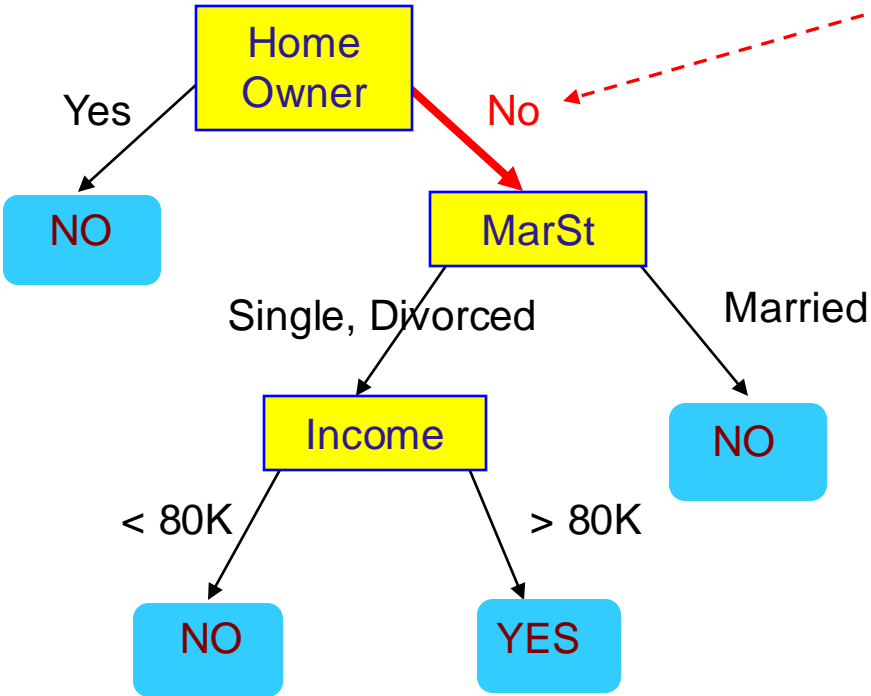 Home
Owner
Yes
No
NO
MarSt
Single, Divorced
Married
Income
NO
< 80K
> 80K
NO
YES